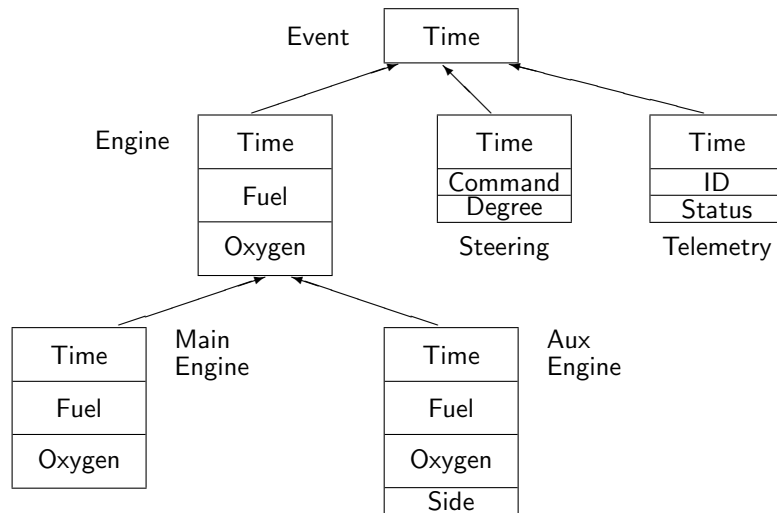 Event
Time
Engine
Time
Fuel
Oxygen
Time
Command
Degree
Steering
Time
ID
Status
Telemetry
Time
Fuel
Oxygen
Main
Engine
Time
Fuel
Oxygen
Side
Aux
Engine